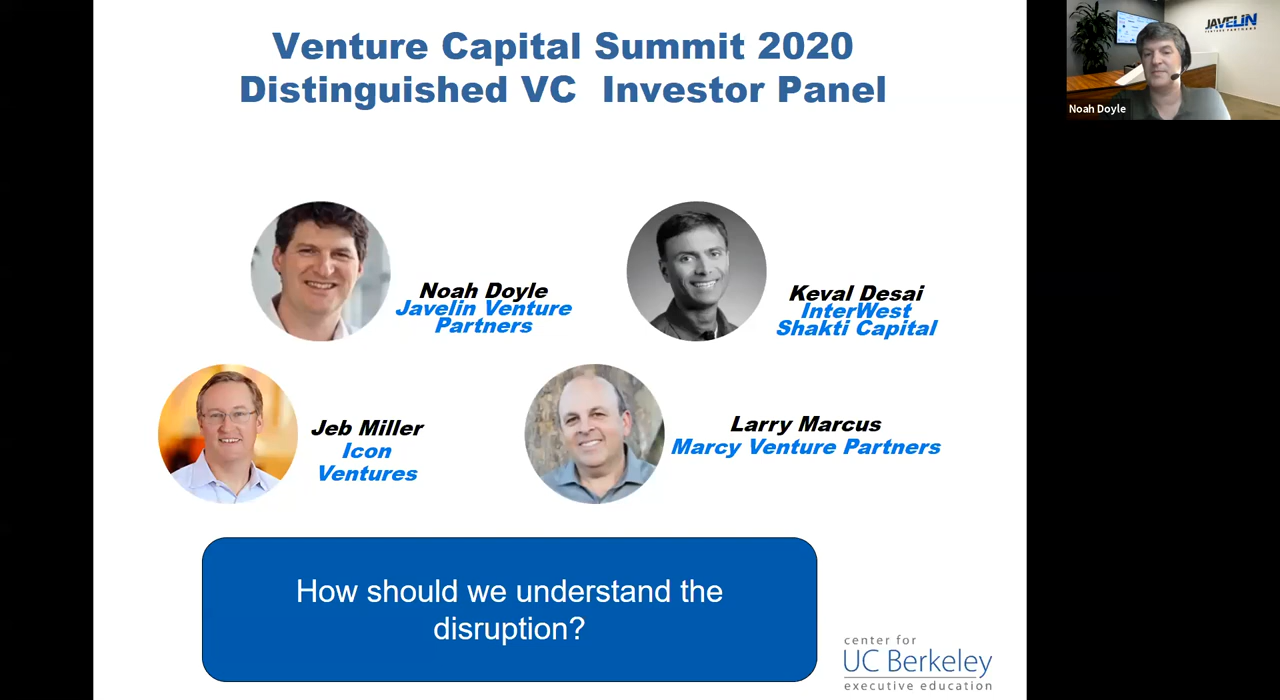 Venture Capital Summit 2020
Distinguished VC Investor Panel
JAVELIN
VENTURE PARTNERS
Noah Doyle
Noah Doyle
Javelin Venture
Partners
Keval Desai
InterWest
Shakti Capital
Jeb Miller
Icon
Ventures
Larry Marcus
Marcy Venture Partners
How should we understand the
disruption?
center for
UC Berkeley
executive education